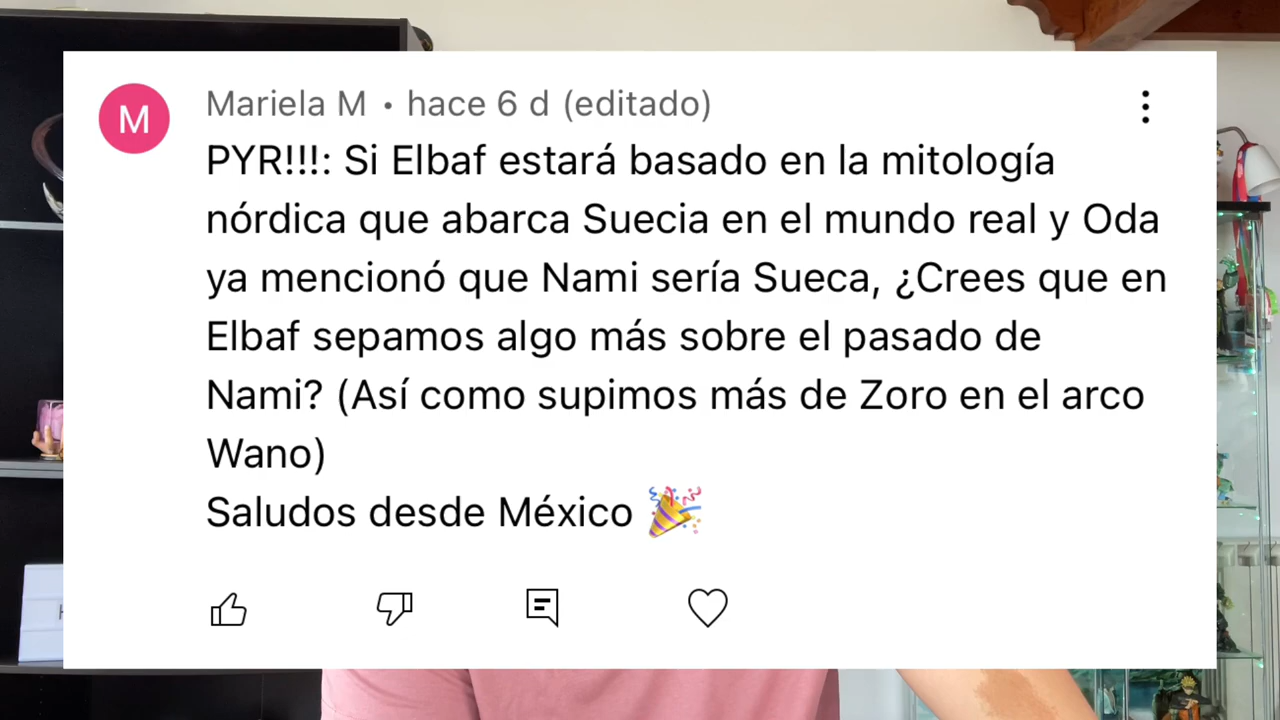 M
Mariela M • hace 6 d (editado)
PYR!!!: Si Elbaf estará basado en la mitología
nórdica que abarca Suecia en el mundo real y Oda
ya mencionó que Nami sería Sueca, ¿Crees que en
Elbaf sepamos algo más sobre el pasado de
Nami? (Así como supimos más de Zoro en el arco
Wano)
Saludos desde México 🎉